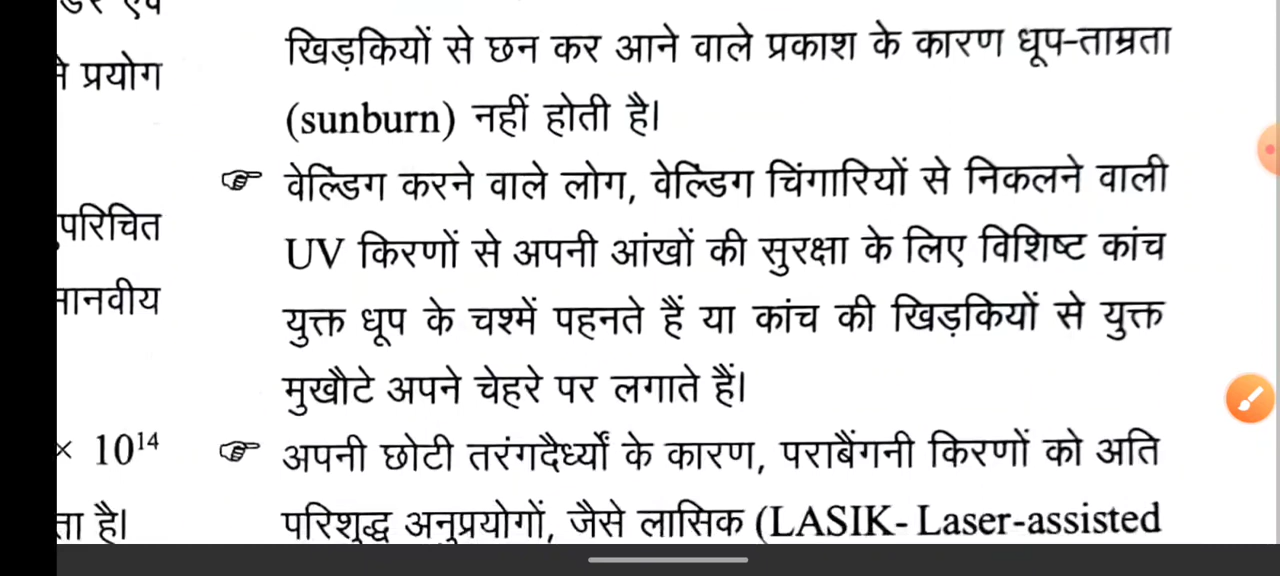 प्रयोग
परिचित
मानवीय
× 10¹⁴
ता है।
खिड़कियों से छन कर आने वाले प्रकाश के कारण धूप-ताम्रता
(sunburn) नहीं होती है।
☞ वेल्डिंग करने वाले लोग, वेल्डिंग चिंगारियों से निकलने वाली
UV किरणों से अपनी आंखों की सुरक्षा के लिए विशिष्ट कांच
युक्त धूप के चश्में पहनते हैं या कांच की खिड़कियों से युक्त
मुखौटे अपने चेहरे पर लगाते हैं।
☞ अपनी छोटी तरंगदैर्ध्यों के कारण, पराबैंगनी किरणों को अति
परिशुद्ध अनुप्रयोगों, जैसे लासिक (LASIK- Laser-assisted